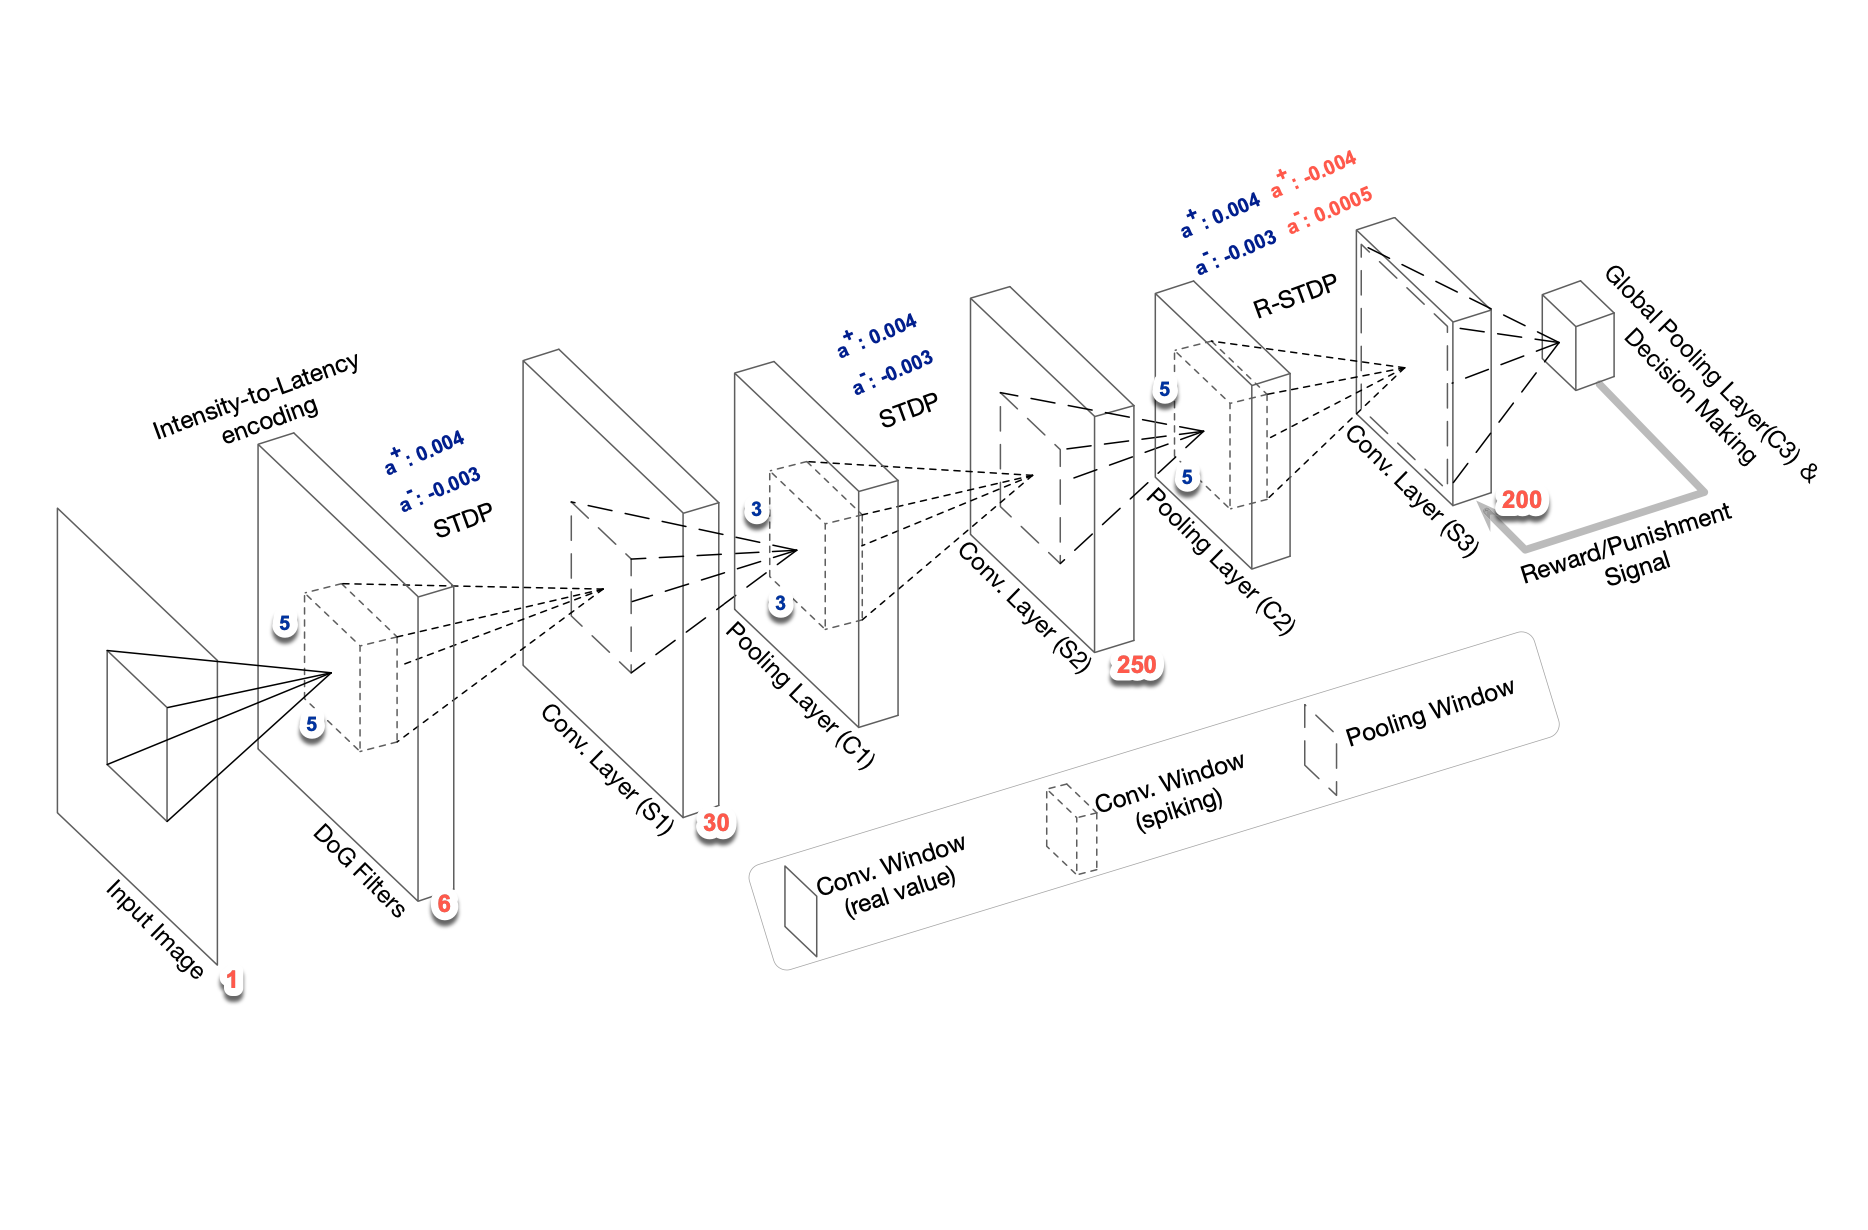 Intensity-to-Latency
encoding
a+: 0.004
a-: -0.003
STDP
a+: 0.004
a-: -0.003
STDP
a+: 0.004 a+: -0.004
a-: -0.003 a-: 0.0005
R-STDP
5
5
3
3
5
5
Input Image
1
DoG Filters
6
Conv. Layer (S1)
30
Pooling Layer (C1)
Conv. Layer (S2)
250
Pooling Layer (C2)
Conv. Layer (S3)
200
Global Pooling Layer(C3) &
Decision Making
Reward/Punishment
Signal
Conv. Window
(real value)
Conv. Window
(spiking)
Pooling Window